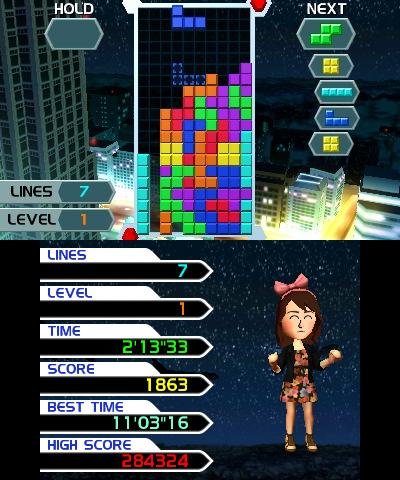 HOLD
NEXT
LINES 7
LEVEL 1
LINES
7
LEVEL
1
TIME
2'13"33
SCORE
1863
BEST TIME
11'03"16
HIGH SCORE
284324